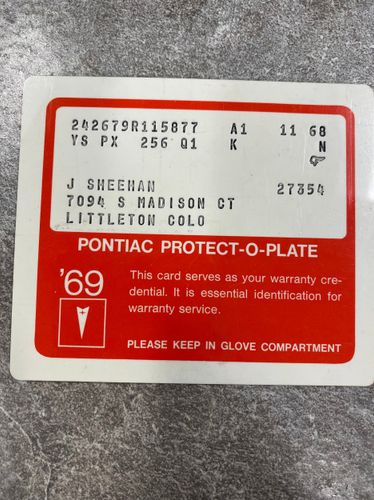 242679R115877 A1 11 68
YS PX 256 Q1 K N
J SHEEHAN 27354
7094 S MADISON CT
LITTLETON COLO
PONTIAC PROTECT-O-PLATE
'69
This card serves as your warranty cre-
dential. It is essential identification for
warranty service.
PLEASE KEEP IN GLOVE COMPARTMENT